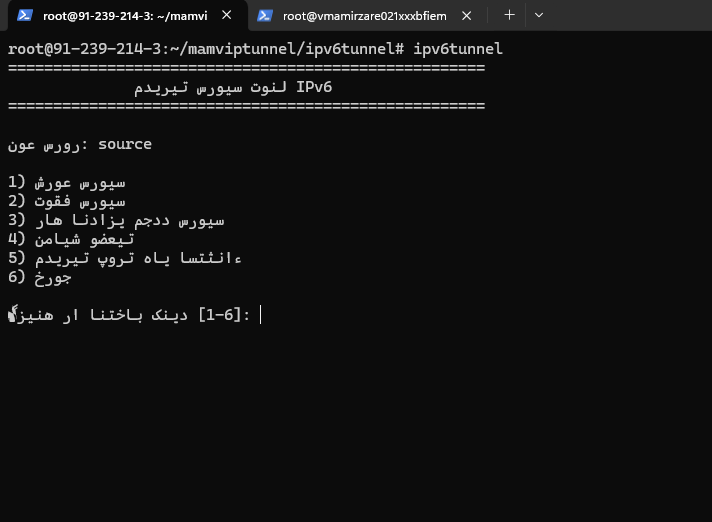 root@91-239-214-3: ~/mamvi
root@vmamirzare021xxxbfiem
root@91-239-214-3:~/mamviptunnel/ipv6tunnel# ipv6tunnel
==================================================
لنوت سیورس تیریدم IPv6
==================================================
رورس عون: source
1) سیورس عورش
2) سیورس فقوت
3) سیورس ددجم یزادنا هار
4) تیعضو شیامن
5) ءانثتسا یاه تروپ تیریدم
6) جورخ
دینک باختنا ار هنیزگ [1-6]: